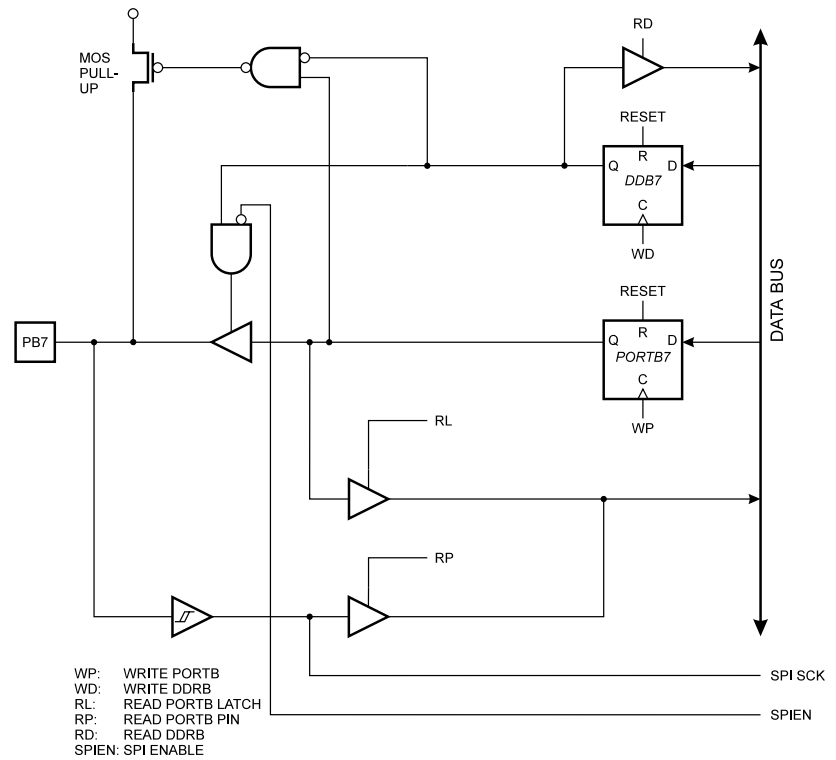 RD
MOS
PULL-
UP
RESET
R
Q
D
DDB7
C
WD
DATA BUS
RESET
PB7
R
Q
D
PORTB7
C
WP
RL
RP
WP: WRITE PORTB
WD: WRITE DDRB
RL: READ PORTB LATCH
RP: READ PORTB PIN
RD: READ DDRB
SPIEN: SPI ENABLE
SPI SCK
SPIEN